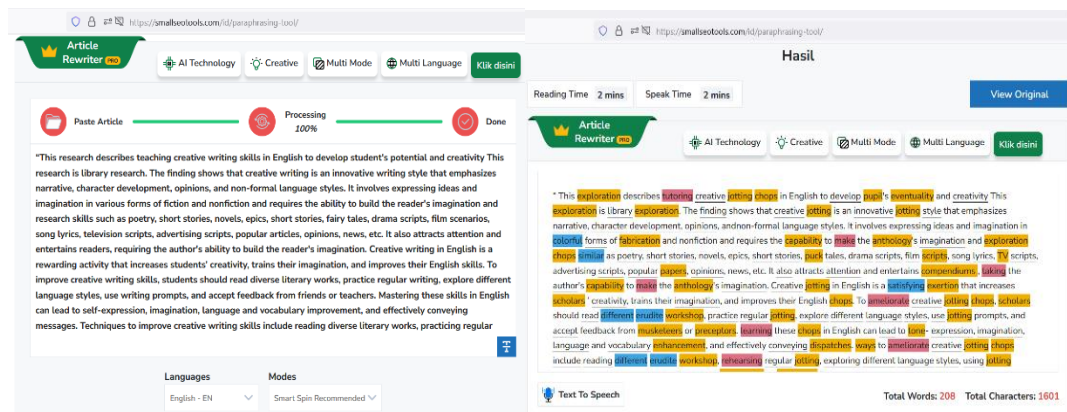 https://smallseotools.com/id/paraphrasing-tool/
Article
Rewriter PRO
AI Technology
Creative
Multi Mode
Multi Language
Klik disini
Paste Article
Processing
100%
Done
"This research describes teaching creative writing skills in English to develop student's potential and creativity This
research is library research. The finding shows that creative writing is an innovative writing style that emphasizes
narrative, character development, opinions, and non-formal language styles. It involves expressing ideas and
imagination in various forms of fiction and nonfiction and requires the ability to build the reader's imagination and
research skills such as poetry, short stories, novels, epics, short stories, fairy tales, drama scripts, film scenarios,
song lyrics, television scripts, advertising scripts, popular articles, opinions, news, etc. It also attracts attention and
entertains readers, requiring the author's ability to build the reader's imagination. Creative writing in English is a
rewarding activity that increases students' creativity, trains their imagination, and improves their English skills. To
improve creative writing skills, students should read diverse literary works, practice regular writing, explore different
language styles, use writing prompts, and accept feedback from friends or teachers. Mastering these skills in English
can lead to self-expression, imagination, language and vocabulary improvement, and effectively conveying
messages. Techniques to improve creative writing skills include reading diverse literary works, practicing regular
Languages
Modes
English - EN
Smart Spin Recommended
https://smallseotools.com/id/paraphrasing-tool/
Hasil
Reading Time 2 mins
Speak Time 2 mins
View Original
Article
Rewriter PRO
AI Technology
Creative
Multi Mode
Multi Language
Klik disini
" This exploration describes tutoring creative jotting chops in English to develop pupil's eventuality and creativity This
exploration is library exploration. The finding shows that creative jotting is an innovative jotting style that emphasizes
narrative, character development, opinions, andnon-formal language styles. It involves expressing ideas and imagination in
colorful forms of fabrication and nonfiction and requires the capability to make the anthology's imagination and exploration
chops similar as poetry, short stories, novels, epics, short stories, puck tales, drama scripts, film scripts, song lyrics, TV scripts,
advertising scripts, popular papers, opinions, news, etc. It also attracts attention and entertains compendiums, taking the
author's capability to make the anthology's imagination. Creative jotting in English is a satisfying exertion that increases
scholars ' creativity, trains their imagination, and improves their English chops. To ameliorate creative jotting chops, scholars
should read different erudite workshop, practice regular jotting, explore different language styles, use jotting prompts, and
accept feedback from musketeers or preceptors. learning these chops in English can lead to tone- expression, imagination,
language and vocabulary enhancement, and effectively conveying dispatches. ways to ameliorate creative jotting chops
include reading different erudite workshop, rehearsing regular jotting, exploring different language styles, using jotting
Text To Speech
Total Words: 208 Total Characters: 1601